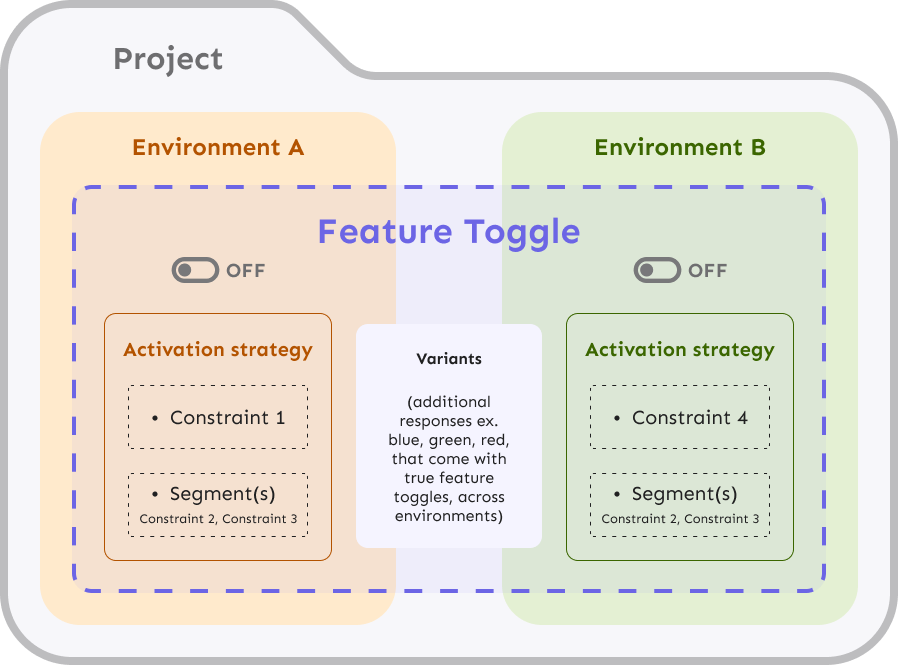 Project
Environment A
Environment B
Feature Toggle
OFF
OFF
Activation strategy
• Constraint 1
• Segment(s)
Constraint 2, Constraint 3
Variants
(additional
responses ex.
blue, green, red,
that come with
true feature
toggles, across
environments)
Activation strategy
• Constraint 4
• Segment(s)
Constraint 2, Constraint 3